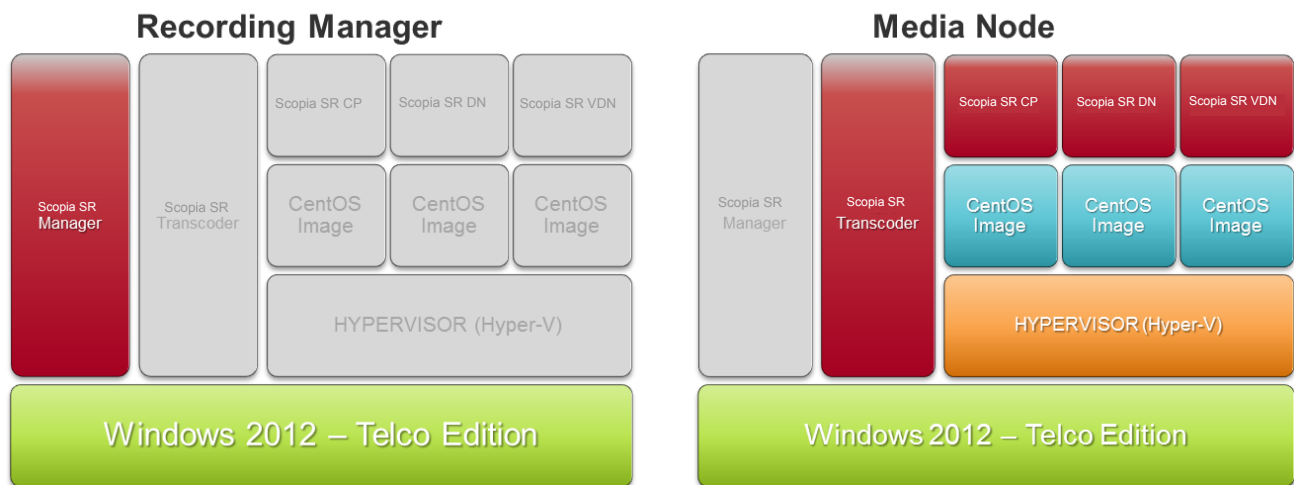 Recording Manager
Scopia SR
Manager
Scopia SR
Transcoder
Scopia SR CP
Scopia SR DN
Scopia SR VDN
CentOS
Image
CentOS
Image
CentOS
Image
HYPERVISOR (Hyper-V)
Windows 2012 – Telco Edition
Media Node
Scopia SR
Manager
Scopia SR
Transcoder
Scopia SR CP
Scopia SR DN
Scopia SR VDN
CentOS
Image
CentOS
Image
CentOS
Image
HYPERVISOR (Hyper-V)
Windows 2012 – Telco Edition